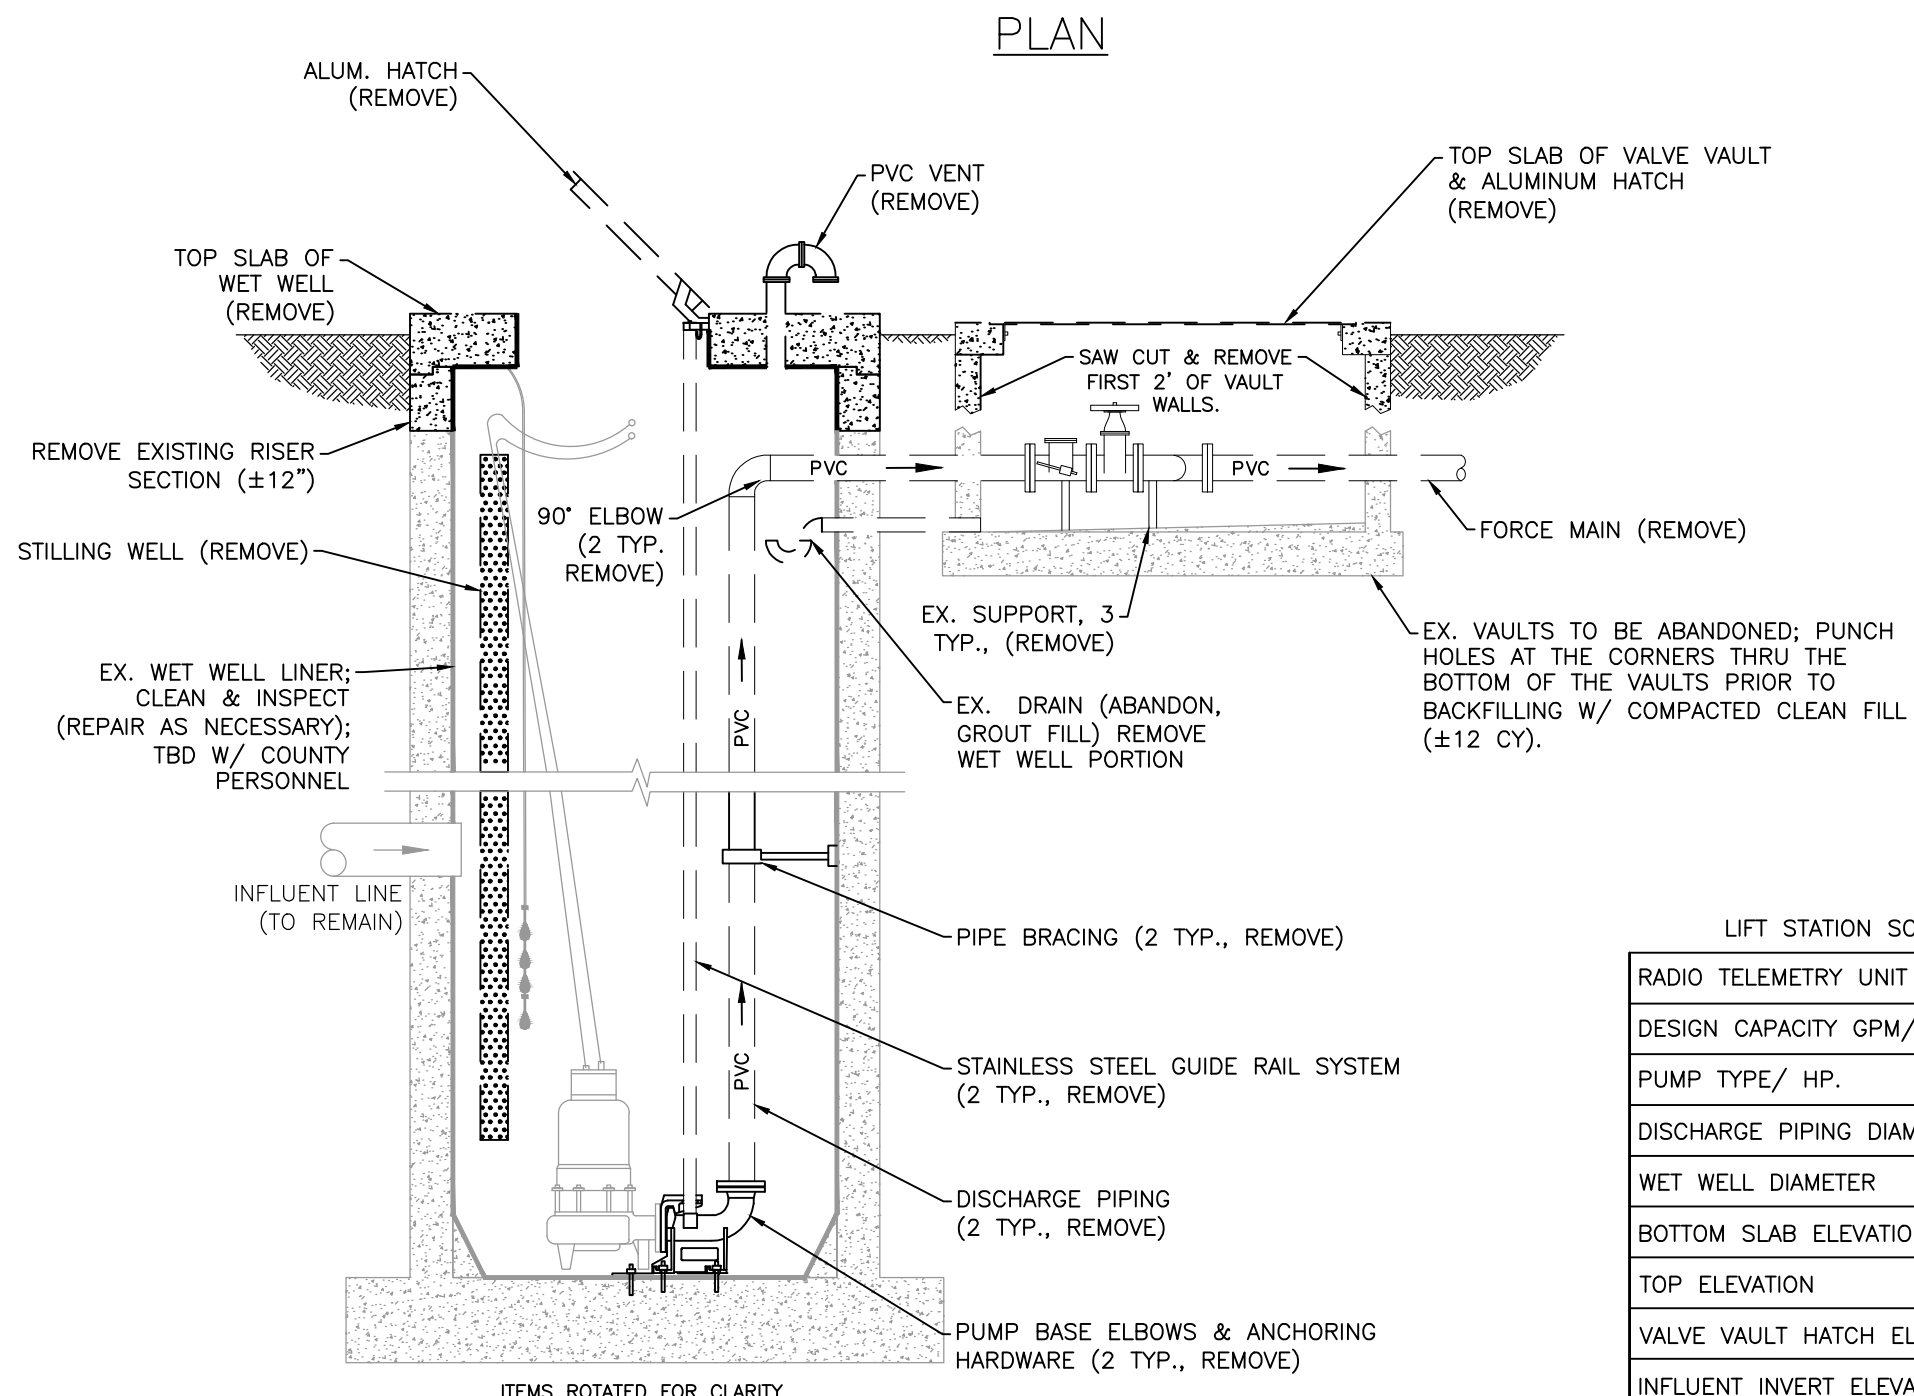 PLAN
ALUM. HATCH
(REMOVE)
PVC VENT
(REMOVE)
TOP SLAB OF VALVE VAULT
& ALUMINUM HATCH
(REMOVE)
TOP SLAB OF
WET WELL
(REMOVE)
SAW CUT & REMOVE
FIRST 2' OF VAULT
WALLS.
REMOVE EXISTING RISER
SECTION (±12")
PVC
PVC
90° ELBOW
(2 TYP.
REMOVE)
FORCE MAIN (REMOVE)
STILLING WELL (REMOVE)
EX. SUPPORT, 3
TYP., (REMOVE)
EX. VAULTS TO BE ABANDONED; PUNCH
HOLES AT THE CORNERS THRU THE
BOTTOM OF THE VAULTS PRIOR TO
BACKFILLING W/ COMPACTED CLEAN FILL
(±12 CY).
EX. WET WELL LINER;
CLEAN & INSPECT
(REPAIR AS NECESSARY);
TBD W/ COUNTY
PERSONNEL
PVC
EX. DRAIN (ABANDON,
GROUT FILL) REMOVE
WET WELL PORTION
INFLUENT LINE
(TO REMAIN)
PIPE BRACING (2 TYP., REMOVE)
PVC
STAINLESS STEEL GUIDE RAIL SYSTEM
(2 TYP., REMOVE)
DISCHARGE PIPING
(2 TYP., REMOVE)
PUMP BASE ELBOWS & ANCHORING
HARDWARE (2 TYP., REMOVE)
ITEMS ROTATED FOR CLARITY
LIFT STATION SC
RADIO TELEMETRY UNIT
DESIGN CAPACITY GPM/
PUMP TYPE/ HP.
DISCHARGE PIPING DIAM
WET WELL DIAMETER
BOTTOM SLAB ELEVATIO
TOP ELEVATION
VALVE VAULT HATCH EL
INFLUENT INVERT ELEVA